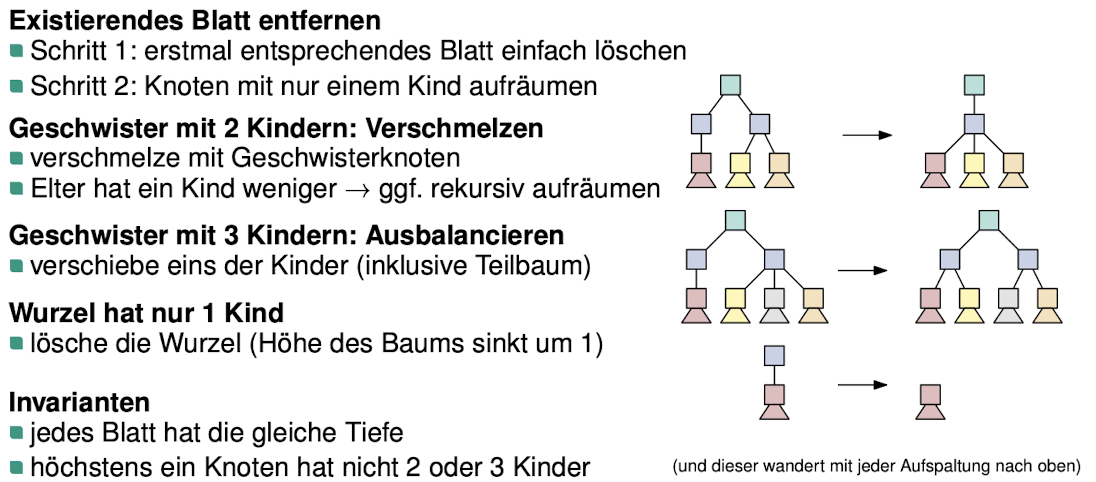 Existierendes Blatt entfernen
Schritt 1: erstmal entsprechendes Blatt einfach löschen
Schritt 2: Knoten mit nur einem Kind aufräumen
Geschwister mit 2 Kindern: Verschmelzen
verschmelze mit Geschwisterknoten
Elter hat ein Kind weniger → ggf. rekursiv aufräumen
Geschwister mit 3 Kindern: Ausbalancieren
verschiebe eins der Kinder (inklusive Teilbaum)
Wurzel hat nur 1 Kind
lösche die Wurzel (Höhe des Baums sinkt um 1)
Invarianten
jedes Blatt hat die gleiche Tiefe
höchstens ein Knoten hat nicht 2 oder 3 Kinder
(und dieser wandert mit jeder Aufspaltung nach oben)